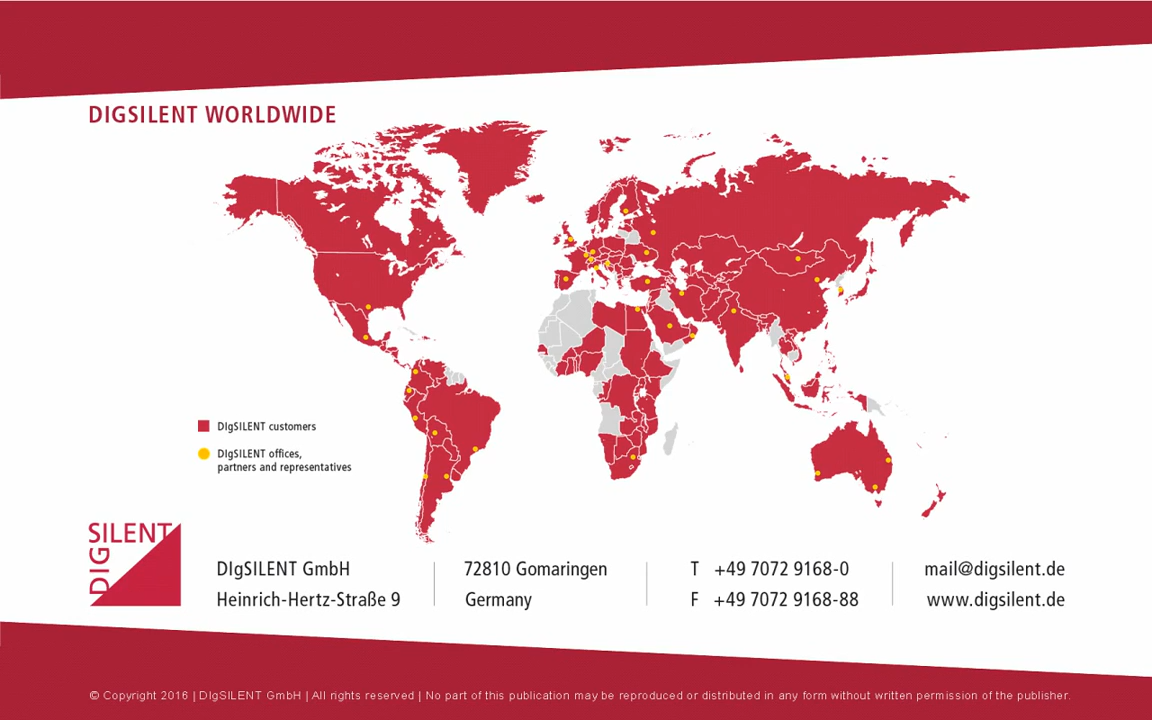 DIGSILENT WORLDWIDE
DIgSILENT customers
DIgSILENT offices,
partners and representatives
DIG SILENT
DIgSILENT GmbH
Heinrich-Hertz-Straße 9
72810 Gomaringen
Germany
T +49 7072 9168-0
F +49 7072 9168-88
mail@digsilent.de
www.digsilent.de
© Copyright 2016 | DIgSILENT GmbH | All rights reserved | No part of this publication may be reproduced or distributed in any form without written permission of the publisher.